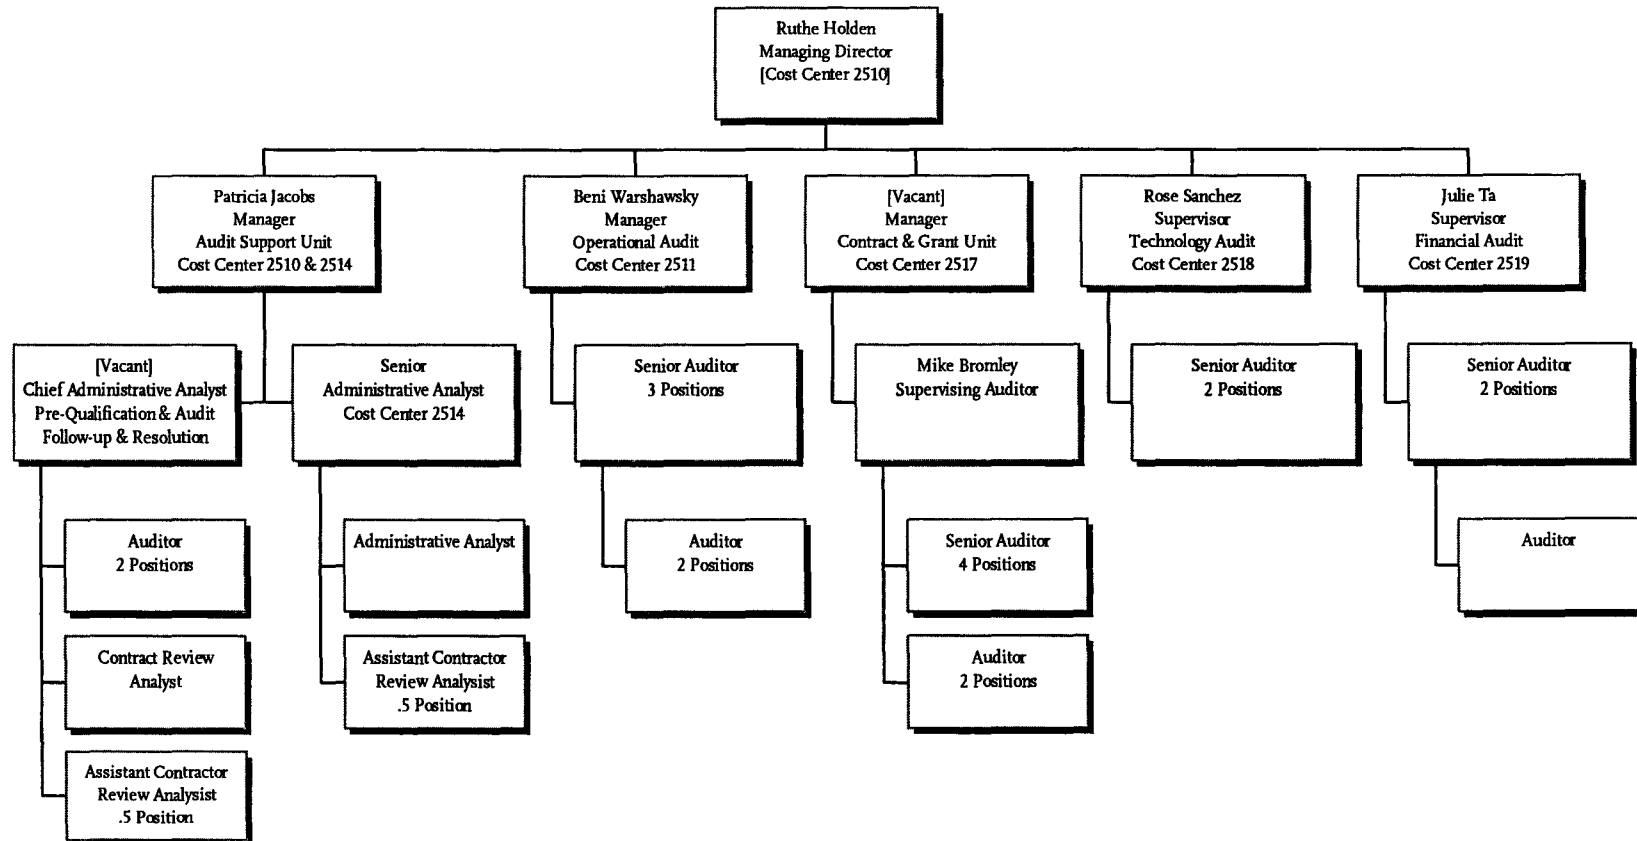 Ruthe Holden
Managing Director
[Cost Center 2510]
Patricia Jacobs
Manager
Audit Support Unit
Cost Center 2510 & 2514
Beni Warshawsky
Manager
Operational Audit
Cost Center 2511
[Vacant]
Manager
Contract & Grant Unit
Cost Center 2517
Rose Sanchez
Supervisor
Technology Audit
Cost Center 2518
Julie Ta
Supervisor
Financial Audit
Cost Center 2519
[Vacant]
Chief Administrative Analyst
Pre-Qualification & Audit
Follow-up & Resolution
Senior
Administrative Analyst
Cost Center 2514
Senior Auditor
3 Positions
Mike Bromley
Supervising Auditor
Senior Auditor
2 Positions
Senior Auditor
2 Positions
Auditor
2 Positions
Administrative Analyst
Auditor
2 Positions
Senior Auditor
4 Positions
Auditor
Contract Review
Analyst
Assistant Contractor
Review Analysist
.5 Position
Auditor
2 Positions
Assistant Contractor
Review Analysist
.5 Position